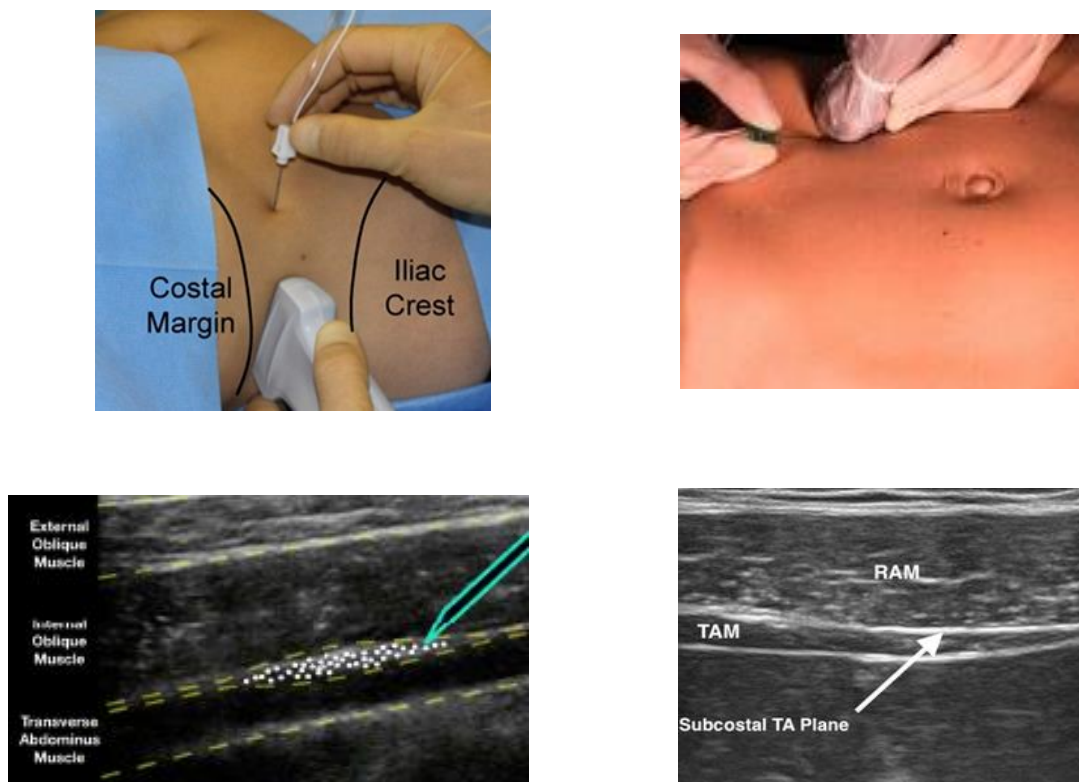 Costal
Margin
Iliac
Crest
External
Oblique
Muscle
Internal
Oblique
Muscle
Transverse
Abdominus
Muscle
RAM
TAM
Subcostal TA Plane